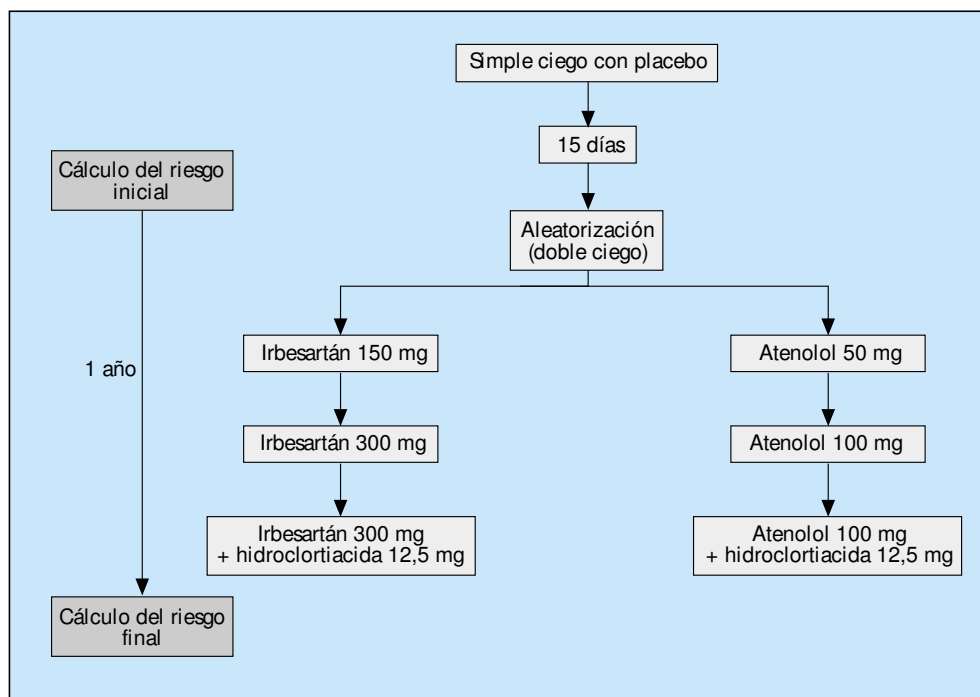 Simple ciego con placebo
15 días
Aleatorización
(doble ciego)
Cálculo del riesgo
inicial
1 año
Cálculo del riesgo
final
Irbesartán 150 mg
Irbesartán 300 mg
Irbesartán 300 mg
+ hidroclortiacida 12,5 mg
Atenolol 50 mg
Atenolol 100 mg
Atenolol 100 mg
+ hidroclortiacida 12,5 mg